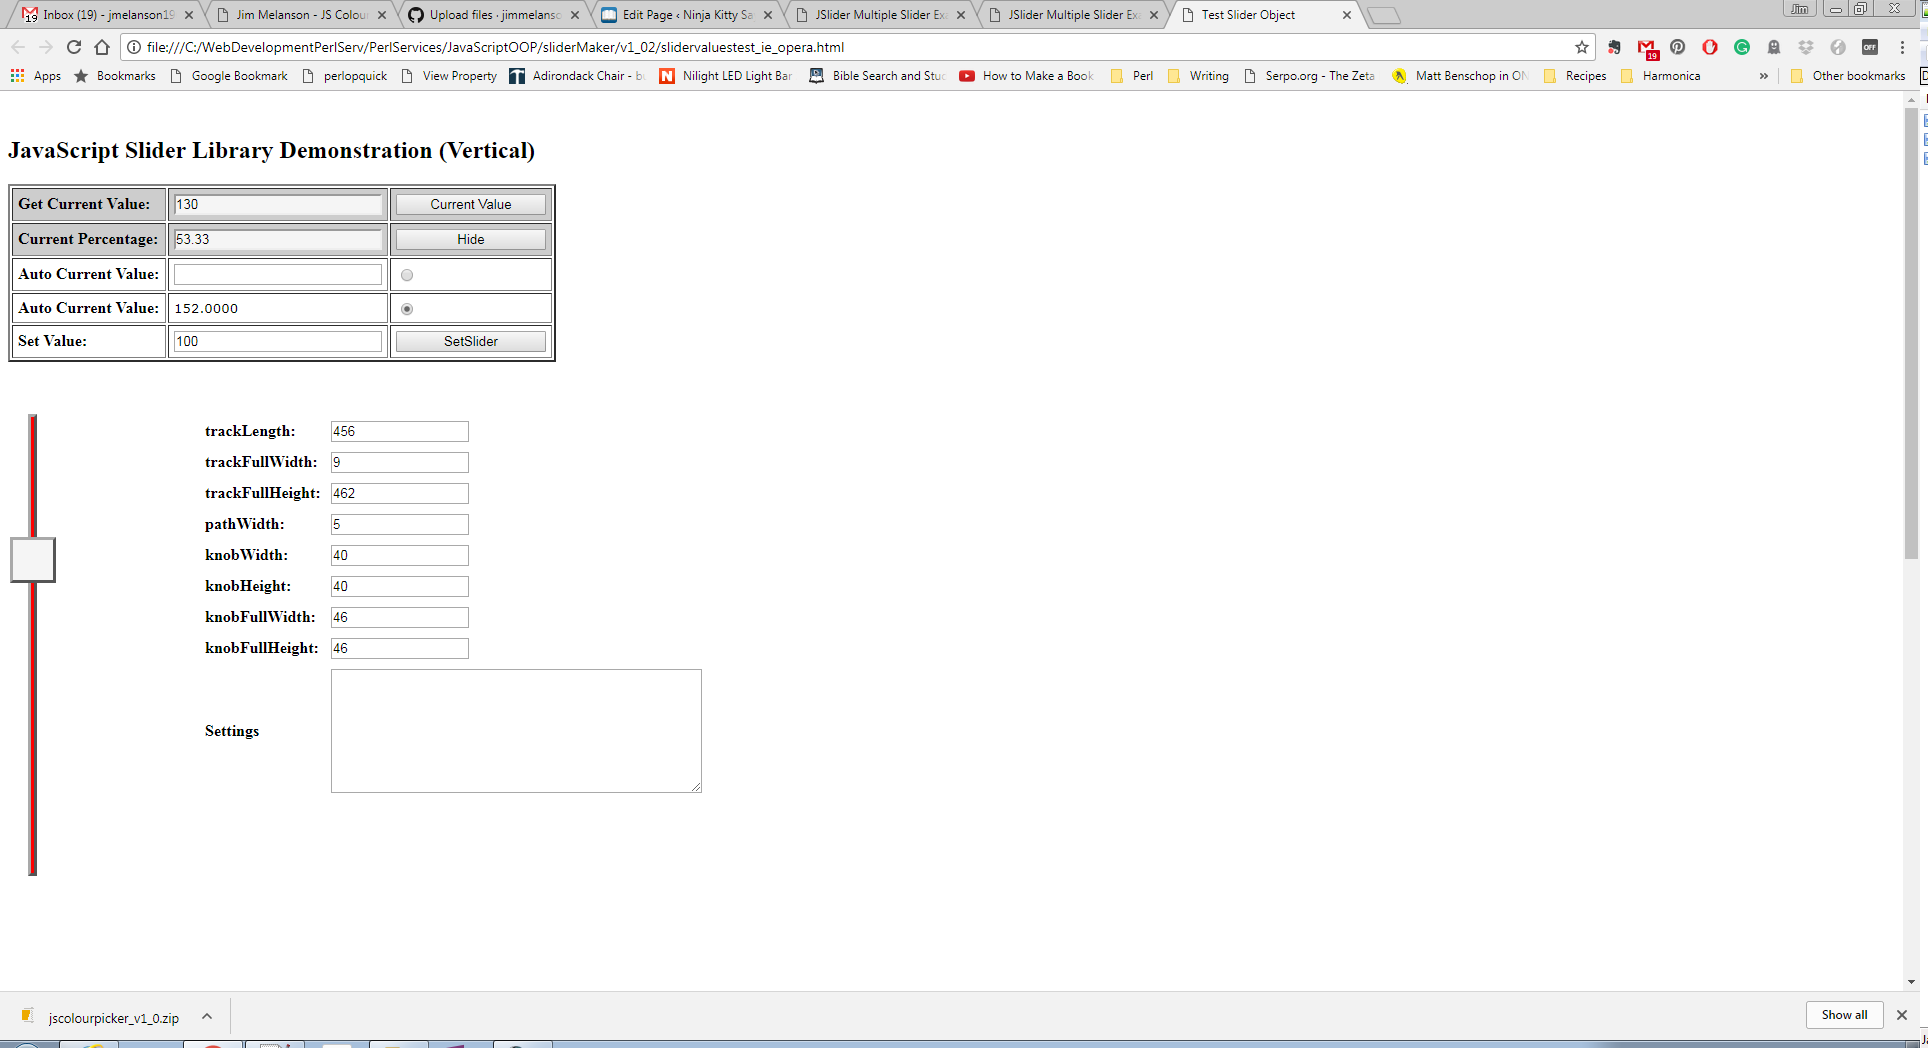 Inbox (19) - jmelanson19
Jim Melanson - JS Colou
Upload files · jimmelanso
Edit Page ‹ Ninja Kitty Sa
JSlider Multiple Slider Ex
JSlider Multiple Slider Ex
Test Slider Object
Jim
file:///C:/WebDevelopmentPerlServ/PerlServices/JavaScriptOOP/sliderMaker/v1_02/slidervaluestest_ie_opera.html
19
OFF
Apps
Bookmarks
Google Bookmark
perlopquick
View Property
Adirondack Chair - bu
Nilight LED Light Bar
Bible Search and Stud
How to Make a Book
Perl
Writing
Serpo.org - The Zeta
Matt Benschop in ON
Recipes
Harmonica
»
Other bookmarks
JavaScript Slider Library Demonstration (Vertical)
Get Current Value: 130 Current Value
Current Percentage: 53.33 Hide
Auto Current Value:
Auto Current Value: 152.0000
Set Value: 100 SetSlider
trackLength: 456
trackFullWidth: 9
trackFullHeight: 462
pathWidth: 5
knobWidth: 40
knobHeight: 40
knobFullWidth: 46
knobFullHeight: 46
Settings
jscolourpicker_v1_0.zip
Show all